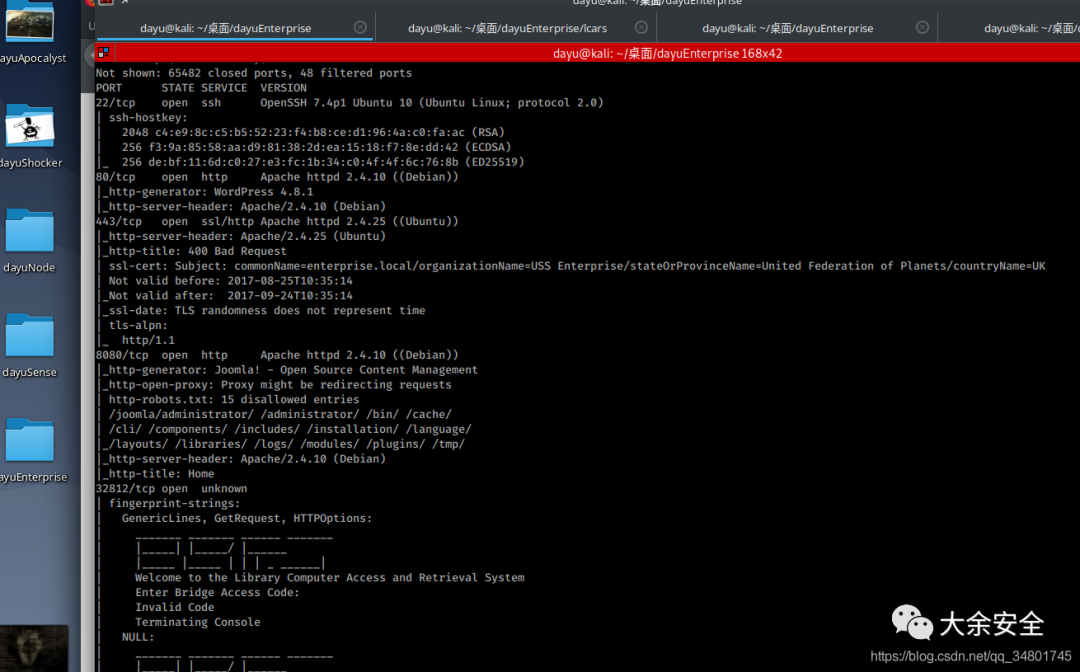 dayu@kali: ~/桌面/dayuEnterprise
dayu@kali: ~/桌面/dayuEnterprise
dayu@kali: ~/桌面/dayuEnterprise/lcars
dayu@kali: ~/桌面/dayuEnterprise
dayu@kali: ~/桌面/d
dayu@kali: ~/桌面/dayuEnterprise 168x42
ayuApocalyst
dayuShocker
dayuNode
dayuSense
ayuEnterprise
Not shown: 65482 closed ports, 48 filtered ports
PORT      STATE SERVICE  VERSION
22/tcp    open  ssh      OpenSSH 7.4p1 Ubuntu 10 (Ubuntu Linux; protocol 2.0)
| ssh-hostkey:
|   2048 c4:e9:8c:c5:b5:52:23:f4:b8:ce:d1:96:4a:c0:fa:ac (RSA)
|   256 f3:9a:85:58:aa:d9:81:38:2d:ea:15:18:f7:8e:dd:42 (ECDSA)
|_  256 de:bf:11:6d:c0:27:e3:fc:1b:34:c0:4f:4f:6c:76:8b (ED25519)
80/tcp    open  http     Apache httpd 2.4.10 ((Debian))
|_http-generator: WordPress 4.8.1
|_http-server-header: Apache/2.4.10 (Debian)
443/tcp   open  ssl/http Apache httpd 2.4.25 ((Ubuntu))
|_http-server-header: Apache/2.4.25 (Ubuntu)
|_http-title: 400 Bad Request
| ssl-cert: Subject: commonName=enterprise.local/organizationName=USS Enterprise/stateOrProvinceName=United Federation of Planets/countryName=UK
| Not valid before: 2017-08-25T10:35:14
|_Not valid after:  2017-09-24T10:35:14
|_ssl-date: TLS randomness does not represent time
| tls-alpn:
|_  http/1.1
8080/tcp  open  http     Apache httpd 2.4.10 ((Debian))
|_http-generator: Joomla! - Open Source Content Management
|_http-open-proxy: Proxy might be redirecting requests
| http-robots.txt: 15 disallowed entries
| /joomla/administrator/ /administrator/ /bin/ /cache/
| /cli/ /components/ /includes/ /installation/ /language/
|_/layouts/ /libraries/ /logs/ /modules/ /plugins/ /tmp/
|_http-server-header: Apache/2.4.10 (Debian)
|_http-title: Home
32812/tcp open  unknown
| fingerprint-strings:
|   GenericLines, GetRequest, HTTPOptions:
|     _______ _______ ______ _______
|     |_____| |_____/ |______
|     |_____ |_____ | | | _ ______|
|     Welcome to the Library Computer Access and Retrieval System
|     Enter Bridge Access Code:
|     Invalid Code
|     Terminating Console
|   NULL:
|     _______ _______ ______ _______
|     |_____| |_____/ |______
大余安全
https://blog.csdn.net/qq_34801745